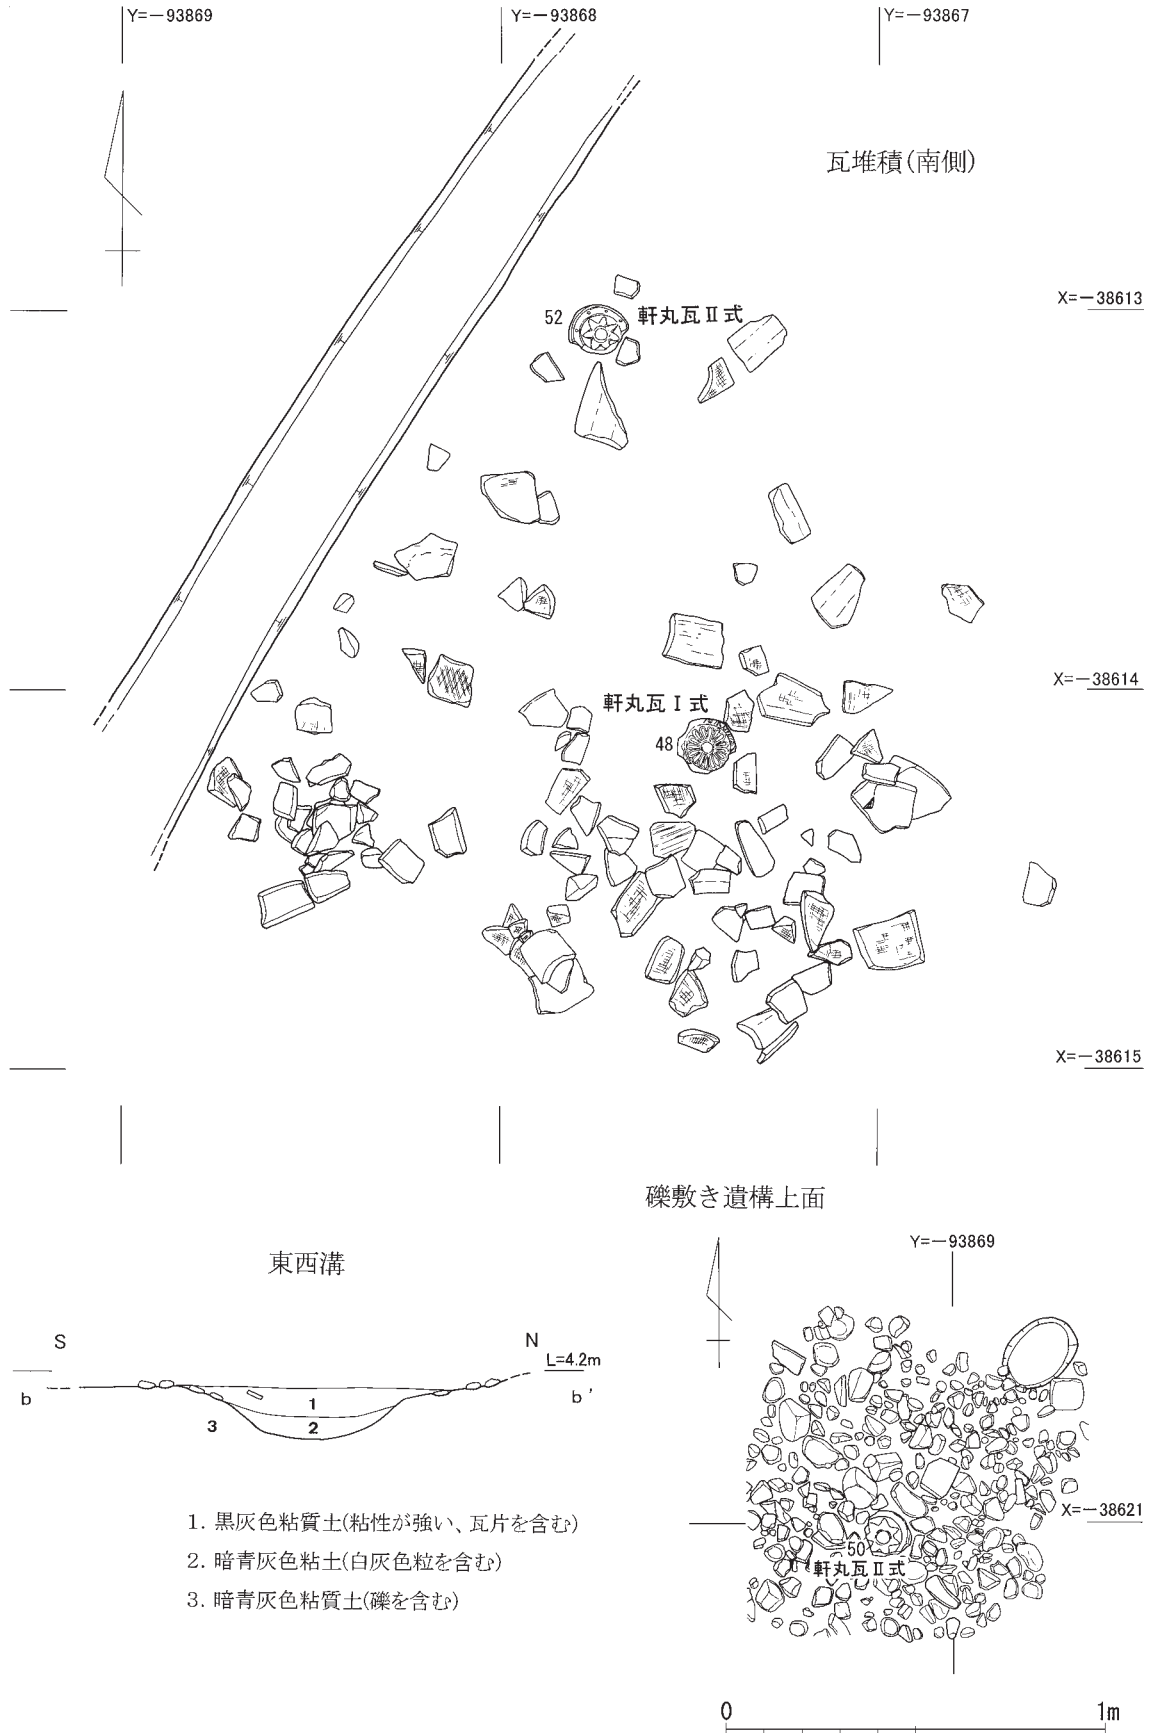 Y=−93869
Y=−93868
Y=−93867
瓦堆積(南側)
X=−38613
52
軒丸瓦Ⅱ式
X=−38614
軒丸瓦Ⅰ式
48
X=−38615
礫敷き遺構上面
Y=−93869
東西溝
S
N
L=4.2m
b
b'
1
2
3
X=−38621
50
軒丸瓦Ⅱ式
1. 黒灰色粘質土(粘性が強い、瓦片を含む)
2. 暗青灰色粘土(白灰色粒を含む)
3. 暗青灰色粘質土(礫を含む)
0
1m